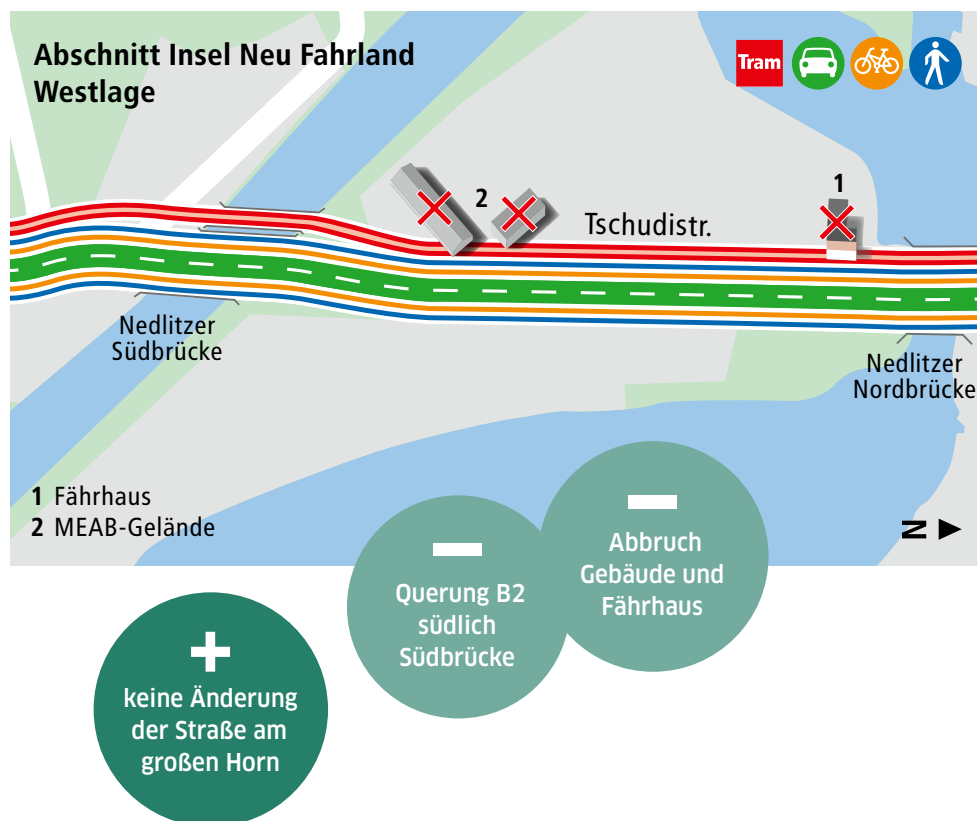 Abschnitt Insel Neu Fahrland
Westlage
Tram
2
1
Tschudistr.
Nedlitzer
Südbrücke
Nedlitzer
Nordbrücke
1 Fährhaus
2 MEAB-Gelände
N
Abbruch
Gebäude und
Fährhaus
Querung B2
südlich
Südbrücke
keine Änderung
der Straße am
großen Horn